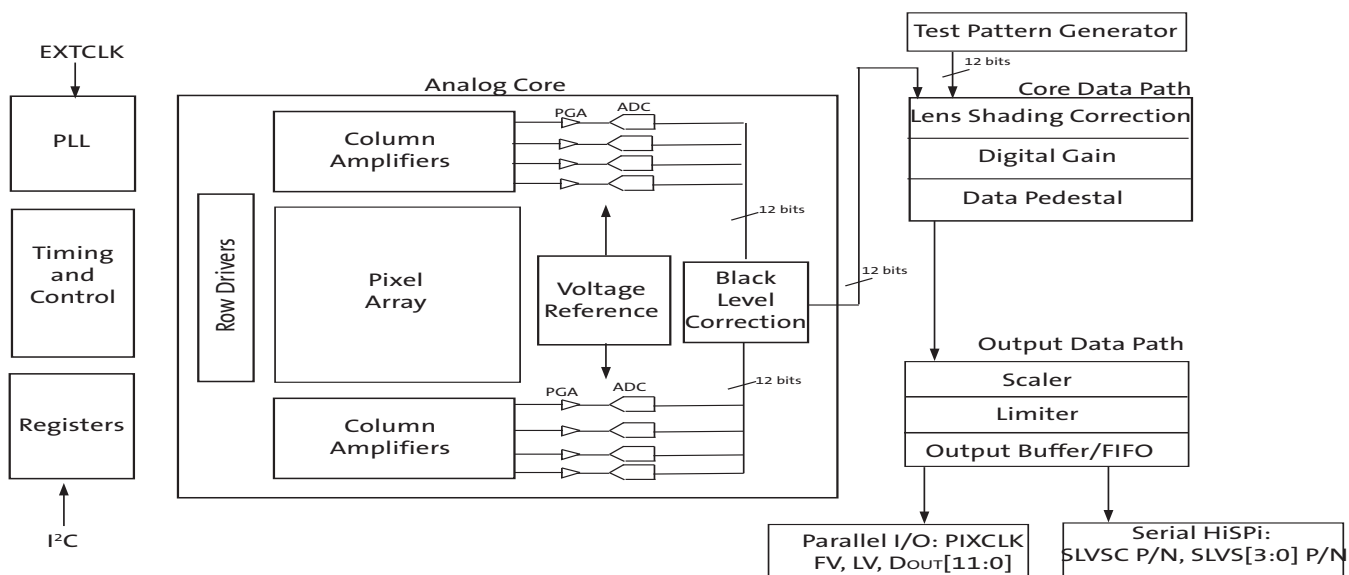 EXTCLK
PLL
Timing
and
Control
Registers
I²C
Analog Core
Column
Amplifiers
PGA
ADC
12 bits
Row Drivers
Pixel
Array
Voltage
Reference
Black
Level
Correction
12 bits
Column
Amplifiers
PGA
ADC
12 bits
Test Pattern Generator
12 bits
Core Data Path
Lens Shading Correction
Digital Gain
Data Pedestal
Output Data Path
Scaler
Limiter
Output Buffer/FIFO
Parallel I/O: PIXCLK
FV, LV, DOUT[11:0]
Serial HiSPi:
SLVSC P/N, SLVS[3:0] P/N